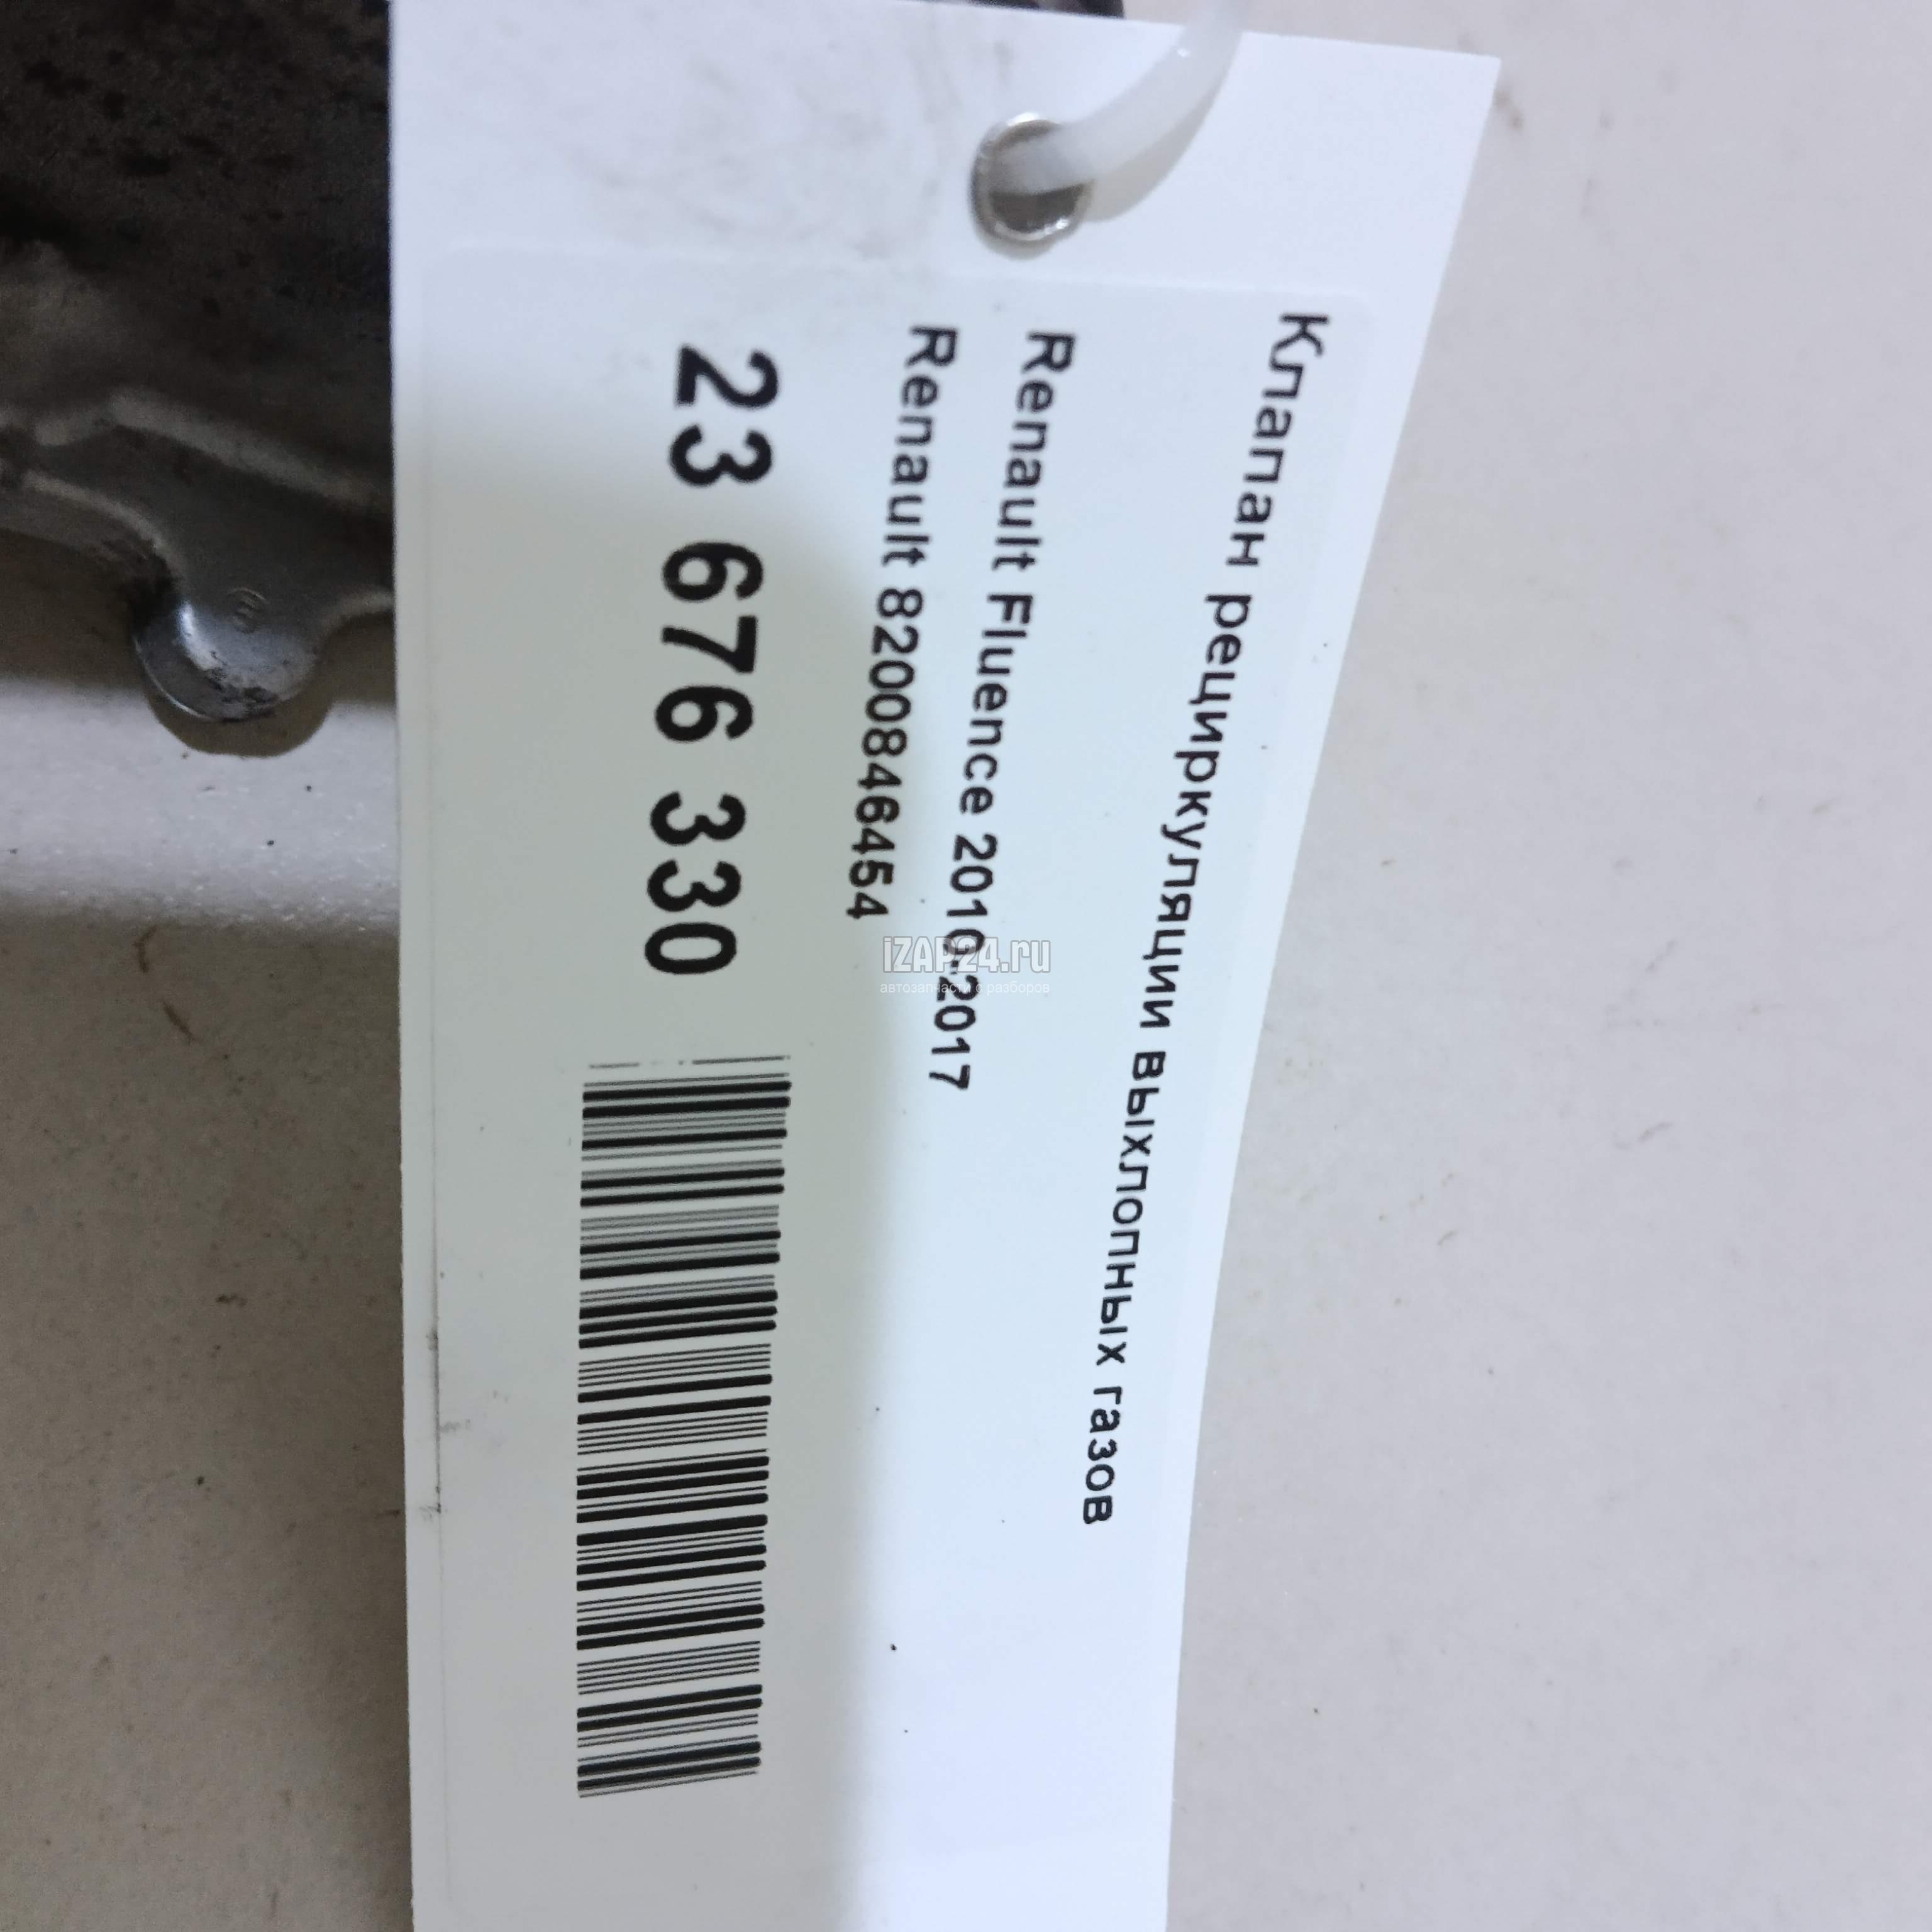 Клапан рециркуляции выхлопных газов
Renault Fluence 2010-2017
Renault 8200846454
23 676 330
iZAP24.ru
автозапчасти с разборов